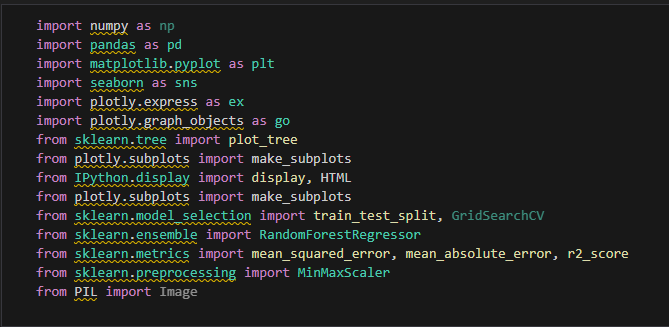 import numpy as np
import pandas as pd
import matplotlib.pyplot as plt
import seaborn as sns
import plotly.express as ex
import plotly.graph_objects as go
from sklearn.tree import plot_tree
from plotly.subplots import make_subplots
from IPython.display import display, HTML
from plotly.subplots import make_subplots
from sklearn.model_selection import train_test_split, GridSearchCV
from sklearn.ensemble import RandomForestRegressor
from sklearn.metrics import mean_squared_error, mean_absolute_error, r2_score
from sklearn.preprocessing import MinMaxScaler
from PIL import Image